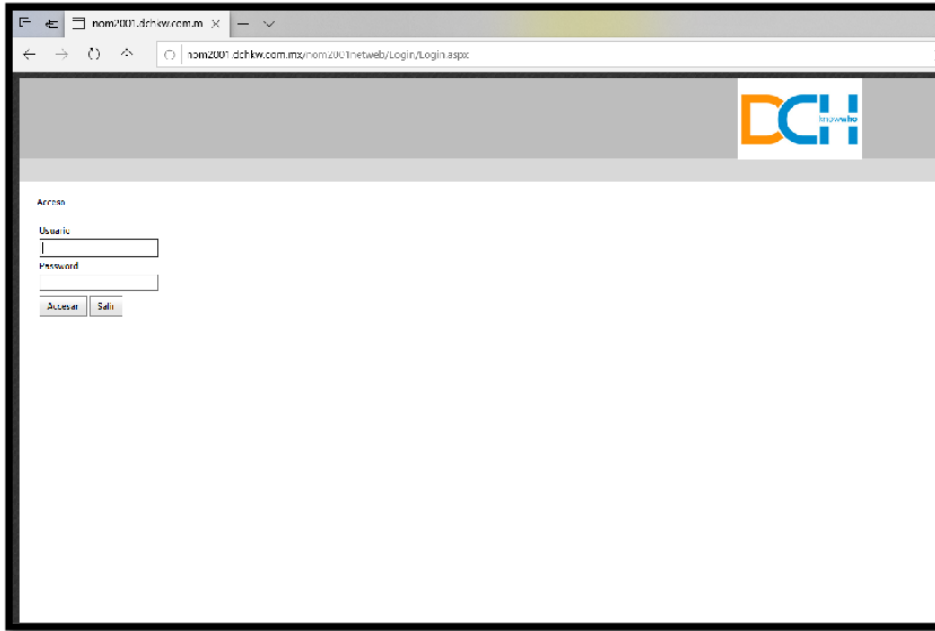 nom2001.dchkw.com.m
nom2001.dchkw.com.mx/nom2001netweb/Login/Login.aspx
DCH
knowwho
Acceso
Usuario
Password
Accesar Salir